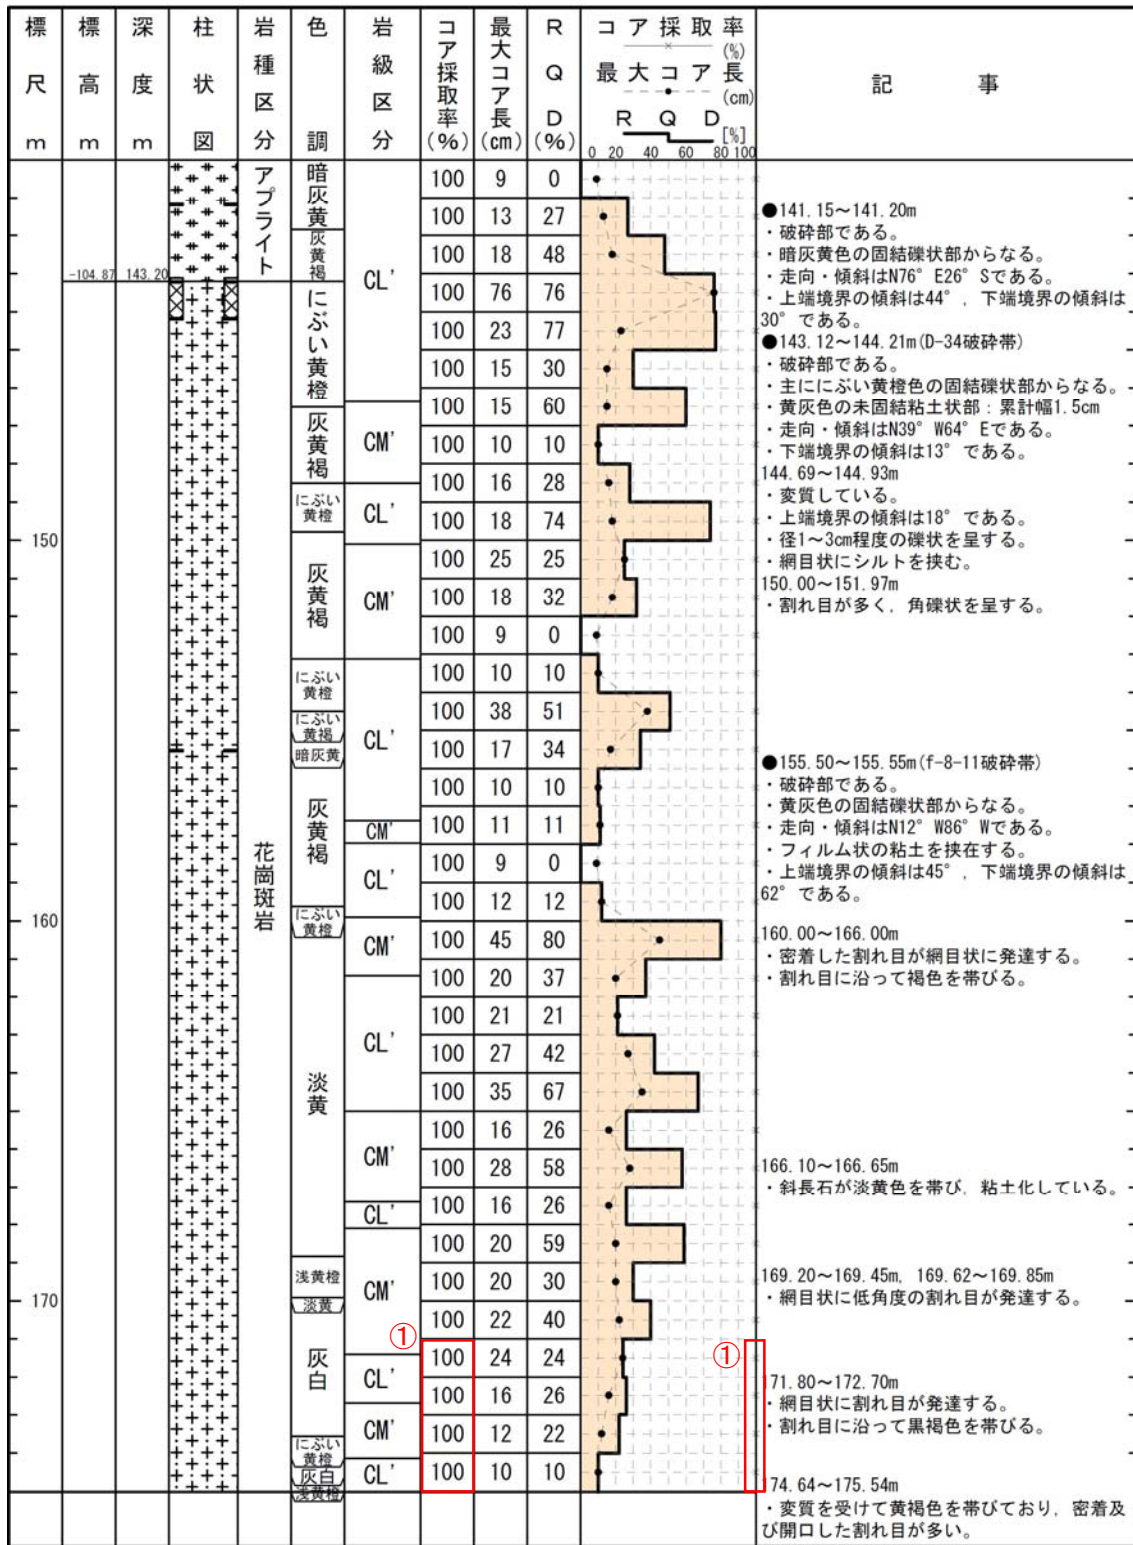 標尺m
標高m
深度m
柱状図
岩種区分
色調
岩級区分
コア採取率(%)
最大コア長(cm)
RQD(%)
コア採取率(%)
最大コア長(cm)
RQD[%]
0 20 40 60 80 100
記事
-104.87 143.20
150
160
170
アプライト
花崗斑岩
暗灰黄
灰黄褐
にぶい黄橙
灰黄褐
にぶい黄橙
灰黄褐
にぶい黄橙
にぶい黄褐
暗灰黄
灰黄褐
にぶい黄橙
淡黄
浅黄橙
淡黄
灰白
にぶい黄橙
灰白
浅黄橙
CL'
CM'
CL'
CM'
CL'
CM'
CL'
CM'
CL'
CM'
CL'
CM'
CL'
CM'
CL'
100 9 0
100 13 27
100 18 48
100 76 76
100 23 77
100 15 30
100 15 60
100 10 10
100 16 28
100 18 74
100 25 25
100 18 32
100 9 0
100 10 10
100 38 51
100 17 34
100 10 10
100 11 11
100 9 0
100 12 12
100 45 80
100 20 37
100 21 21
100 27 42
100 35 67
100 16 26
100 28 58
100 16 26
100 20 59
100 20 30
100 22 40
100 24 24
100 16 26
100 12 22
100 10 10
①
①
●141.15～141.20m
・破砕部である。
・暗灰黄色の固結礫状部からなる。
・走向・傾斜はN76°E26°Sである。
・上端境界の傾斜は44°, 下端境界の傾斜は
30°である。
●143.12～144.21m(D-34破砕帯)
・破砕部である。
・主ににぶい黄橙色の固結礫状部からなる。
・黄灰色の未固結粘土状部：累計幅1.5cm
・走向・傾斜はN39°W64°Eである。
・下端境界の傾斜は13°である。
144.69～144.93m
・変質している。
・上端境界の傾斜は18°である。
・径1～3cm程度の礫状を呈する。
・網目状にシルトを挟む。
150.00～151.97m
・割れ目が多く, 角礫状を呈する。
●155.50～155.55m(f-8-11破砕帯)
・破砕部である。
・黄灰色の固結礫状部からなる。
・走向・傾斜はN12°W86°Wである。
・フィルム状の粘土を挟在する。
・上端境界の傾斜は45°, 下端境界の傾斜は
62°である。
160.00～166.00m
・密着した割れ目が網目状に発達する。
・割れ目に沿って褐色を帯びる。
166.10～166.65m
・斜長石が淡黄色を帯び, 粘土化している。
169.20～169.45m, 169.62～169.85m
・網目状に低角度の割れ目が発達する。
171.80～172.70m
・網目状に割れ目が発達する。
・割れ目に沿って黒褐色を帯びる。
174.64～175.54m
・変質を受けて黄褐色を帯びており, 密着及
び開口した割れ目が多い。